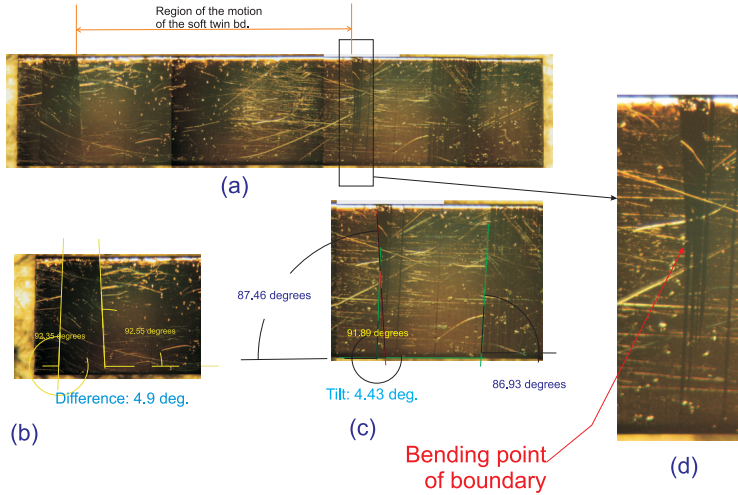 Region of the motion
of the soft twin bd.
(a)
92.35 degrees
92.55 degrees
Difference: 4.9 deg.
(b)
87.46 degrees
91.89 degrees
86.93 degrees
Tilt: 4.43 deg.
(c)
Bending point
of boundary
(d)